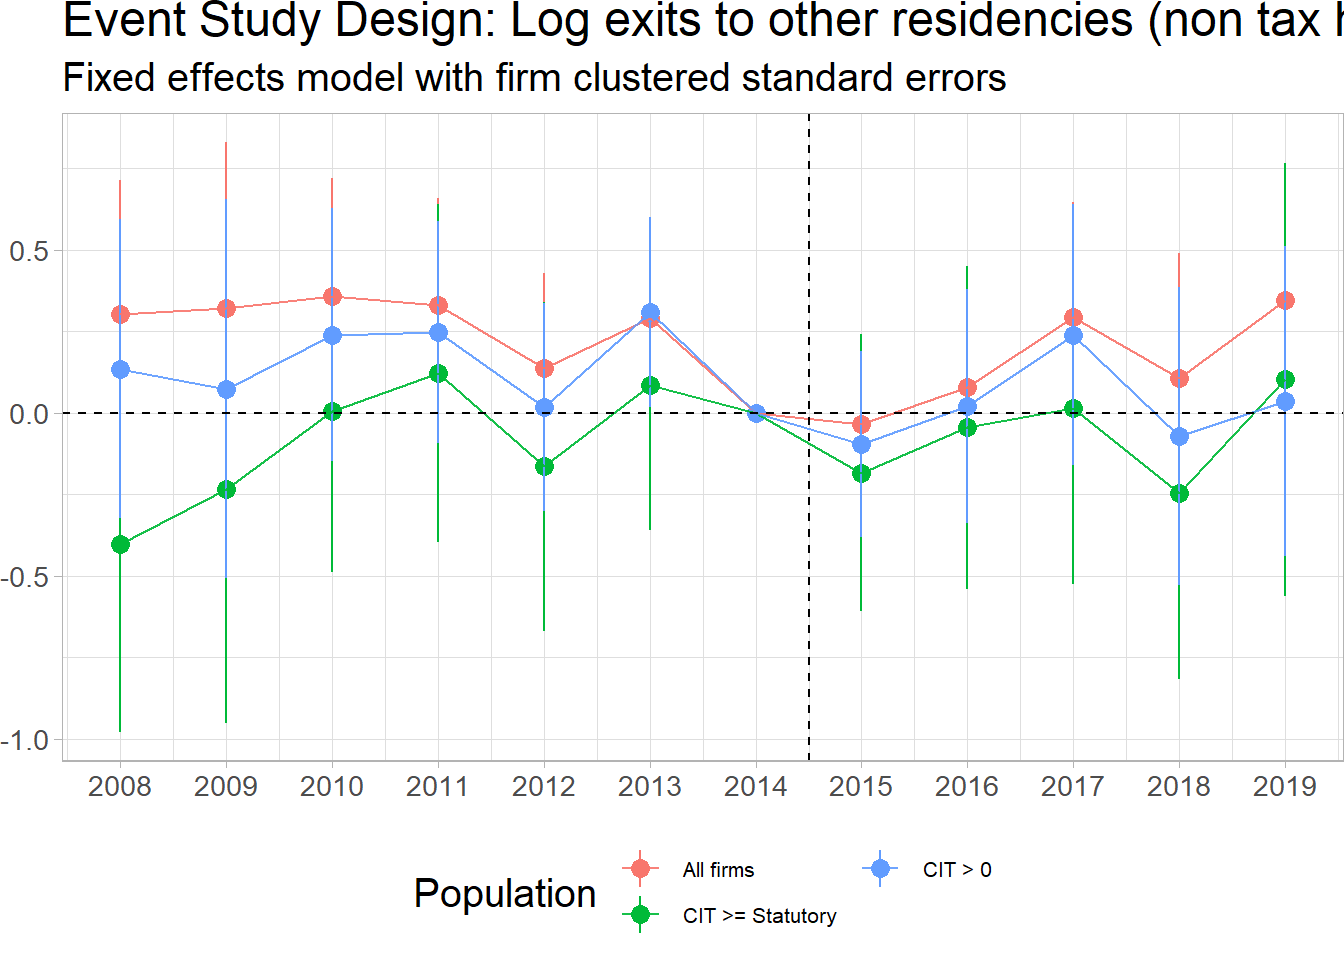 Event Study Design: Log exits to other residencies (non tax
Fixed effects model with firm clustered standard errors
0.5
0.0
-0.5
-1.0
2008 2009 2010 2011 2012 2013 2014 2015 2016 2017 2018 2019
Population
All firms
CIT > 0
CIT >= Statutory